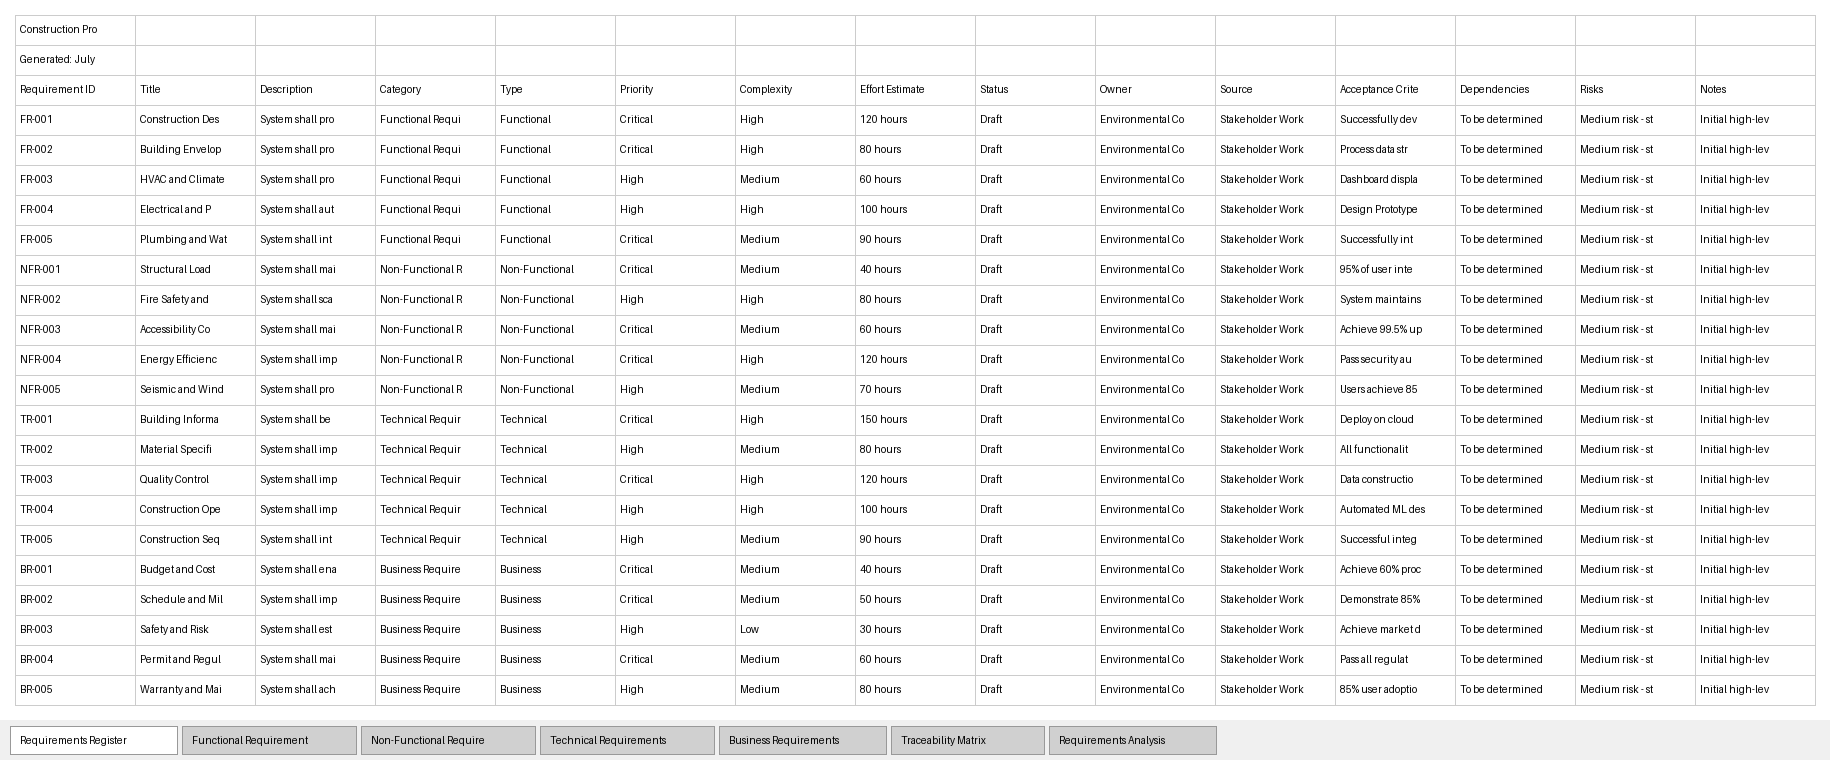 Construction Pro
Generated: July
Requirement ID Title Description Category Type Priority Complexity Effort Estimate Status Owner Source Acceptance Crite Dependencies Risks Notes
FR-001 Construction Des System shall pro Functional Requi Functional Critical High 120 hours Draft Environmental Co Stakeholder Work Successfully dev To be determined Medium risk - st Initial high-lev
FR-002 Building Envelop System shall pro Functional Requi Functional Critical High 80 hours Draft Environmental Co Stakeholder Work Process data str To be determined Medium risk - st Initial high-lev
FR-003 HVAC and Climate System shall pro Functional Requi Functional High Medium 60 hours Draft Environmental Co Stakeholder Work Dashboard displa To be determined Medium risk - st Initial high-lev
FR-004 Electrical and P System shall aut Functional Requi Functional High High 100 hours Draft Environmental Co Stakeholder Work Design Prototype To be determined Medium risk - st Initial high-lev
FR-005 Plumbing and Wat System shall int Functional Requi Functional Critical Medium 90 hours Draft Environmental Co Stakeholder Work Successfully int To be determined Medium risk - st Initial high-lev
NFR-001 Structural Load System shall mai Non-Functional R Non-Functional Critical Medium 40 hours Draft Environmental Co Stakeholder Work 95% of user inte To be determined Medium risk - st Initial high-lev
NFR-002 Fire Safety and System shall sca Non-Functional R Non-Functional High High 80 hours Draft Environmental Co Stakeholder Work System maintains To be determined Medium risk - st Initial high-lev
NFR-003 Accessibility Co System shall mai Non-Functional R Non-Functional Critical Medium 60 hours Draft Environmental Co Stakeholder Work Achieve 99.5% up To be determined Medium risk - st Initial high-lev
NFR-004 Energy Efficienc System shall imp Non-Functional R Non-Functional Critical High 120 hours Draft Environmental Co Stakeholder Work Pass security au To be determined Medium risk - st Initial high-lev
NFR-005 Seismic and Wind System shall pro Non-Functional R Non-Functional High Medium 70 hours Draft Environmental Co Stakeholder Work Users achieve 85 To be determined Medium risk - st Initial high-lev
TR-001 Building Informa System shall be Technical Requir Technical Critical High 150 hours Draft Environmental Co Stakeholder Work Deploy on cloud To be determined Medium risk - st Initial high-lev
TR-002 Material Specifi System shall imp Technical Requir Technical High Medium 80 hours Draft Environmental Co Stakeholder Work All functionalit To be determined Medium risk - st Initial high-lev
TR-003 Quality Control System shall imp Technical Requir Technical Critical High 120 hours Draft Environmental Co Stakeholder Work Data constructio To be determined Medium risk - st Initial high-lev
TR-004 Construction Ope System shall imp Technical Requir Technical High High 100 hours Draft Environmental Co Stakeholder Work Automated ML des To be determined Medium risk - st Initial high-lev
TR-005 Construction Seq System shall int Technical Requir Technical High Medium 90 hours Draft Environmental Co Stakeholder Work Successful integ To be determined Medium risk - st Initial high-lev
BR-001 Budget and Cost System shall ena Business Require Business Critical Medium 40 hours Draft Environmental Co Stakeholder Work Achieve 60% proc To be determined Medium risk - st Initial high-lev
BR-002 Schedule and Mil System shall imp Business Require Business Critical Medium 50 hours Draft Environmental Co Stakeholder Work Demonstrate 85% To be determined Medium risk - st Initial high-lev
BR-003 Safety and Risk System shall est Business Require Business High Low 30 hours Draft Environmental Co Stakeholder Work Achieve market d To be determined Medium risk - st Initial high-lev
BR-004 Permit and Regul System shall mai Business Require Business Critical Medium 60 hours Draft Environmental Co Stakeholder Work Pass all regulat To be determined Medium risk - st Initial high-lev
BR-005 Warranty and Mai System shall ach Business Require Business High Medium 80 hours Draft Environmental Co Stakeholder Work 85% user adoptio To be determined Medium risk - st Initial high-lev
Requirements Register Functional Requirement Non-Functional Require Technical Requirements Business Requirements Traceability Matrix Requirements Analysis